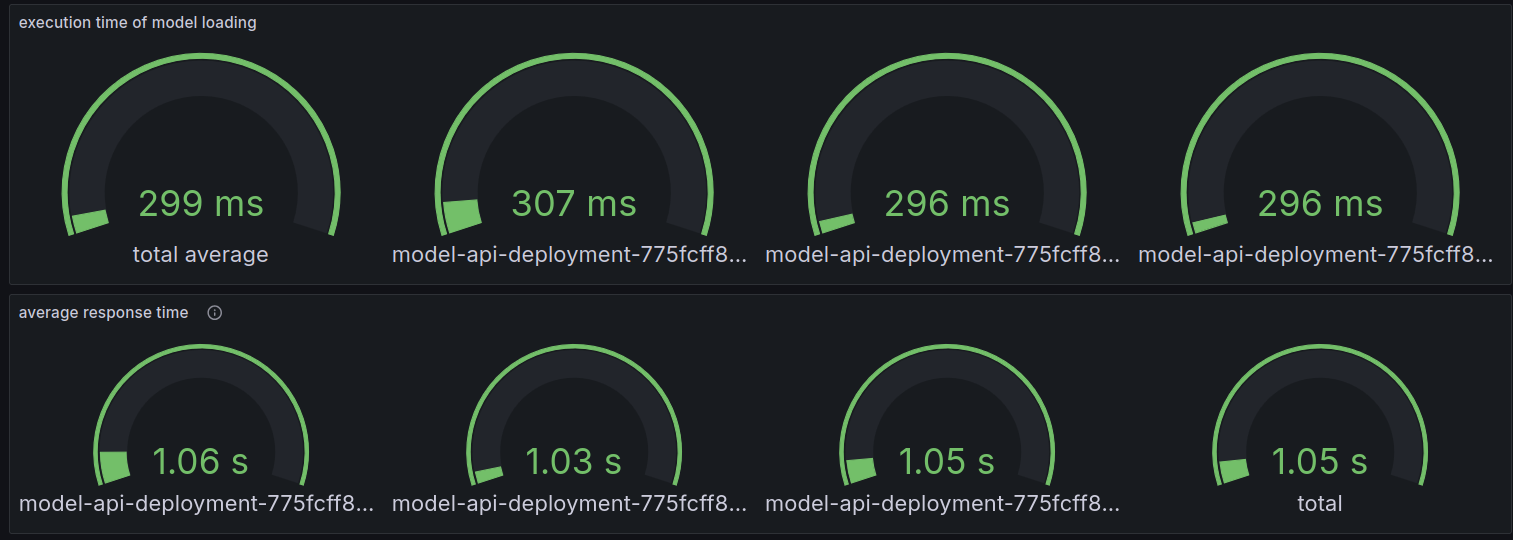 execution time of model loading
299 ms
307 ms
296 ms
296 ms
total average
model-api-deployment-775fcff8...
model-api-deployment-775fcff8...
model-api-deployment-775fcff8...
average response time
1.06 s
1.03 s
1.05 s
1.05 s
model-api-deployment-775fcff8...
model-api-deployment-775fcff8...
model-api-deployment-775fcff8...
total